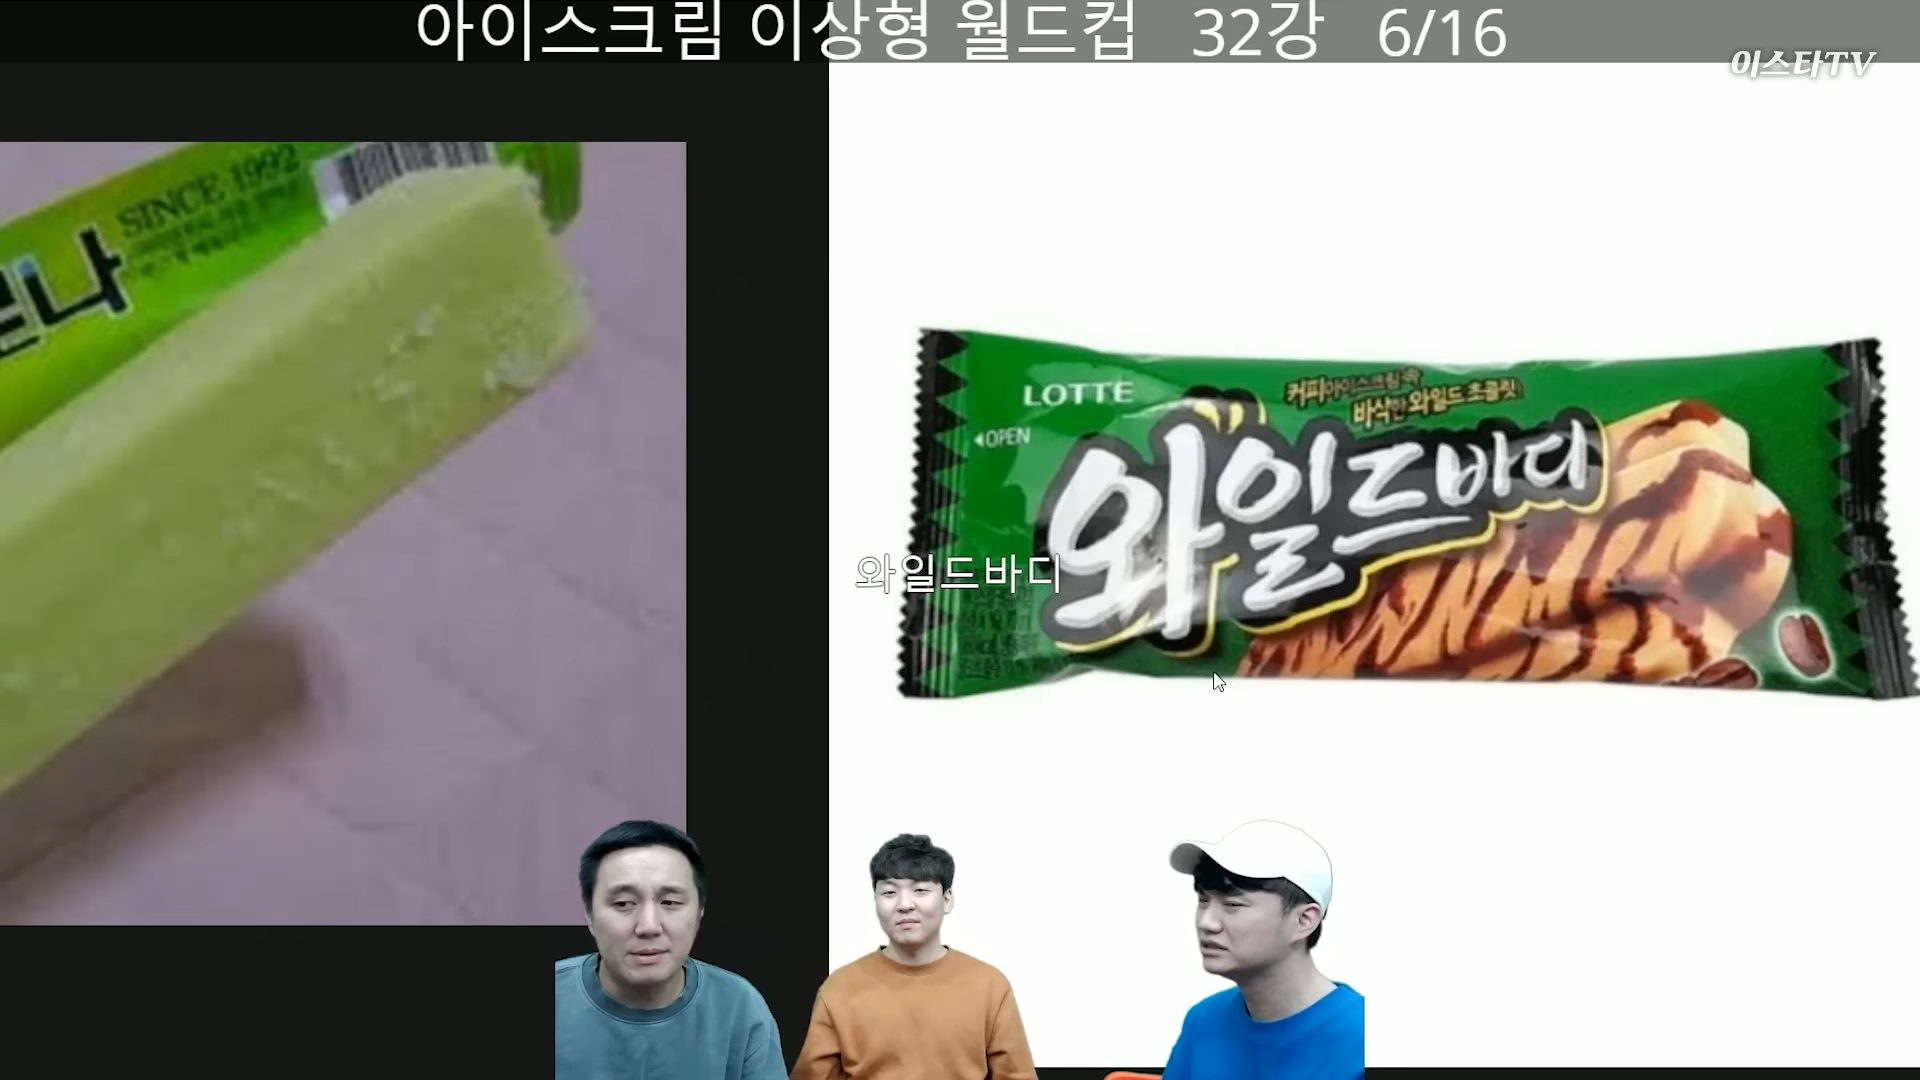 아이스크림 이상형 월드컵 32강 6/16
이스타TV
SINCE 1992
나
LOTTE
OPEN
커피아이스크림 속
바삭한 와일드 초콜릿!
와일드바디
와일드바디